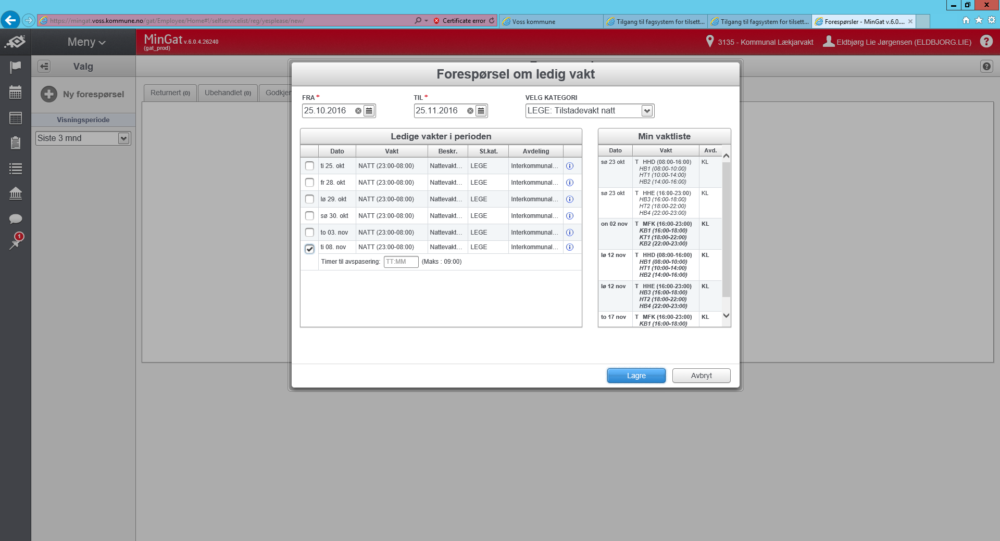 https://mingat.voss.kommune.no/gat/Employee/Home#!/selfservicelist/reg/yesplease/new/
Certificate error
Voss kommune
Tilgang til fagsystem for tilsett...
Tilgang til fagsystem for tilsett...
Forespørsler - MinGat v.6.0....
Meny
MinGat v.6.0.4.26240
(gat_prod)
3135 - Kommunal Lækjarvakt
Eldbjørg Lie Jørgensen (ELDBJORG.LIE)
Valg
Ny forespørsel
Visningsperiode
Siste 3 mnd
1
Returnert (0)
Ubehandlet (0)
Godkjer
Forespørsel om ledig vakt
FRA *
TIL *
VELG KATEGORI
25.10.2016
25.11.2016
LEGE: Tilstadevakt natt
Ledige vakter i perioden
Dato Vakt Beskr. St.kat. Avdeling
ti 25. okt NATT (23:00-08:00) Nattevakt... LEGE Interkommunal...
fr 28. okt NATT (23:00-08:00) Nattevakt... LEGE Interkommunal...
lø 29. okt NATT (23:00-08:00) Nattevakt... LEGE Interkommunal...
sø 30. okt NATT (23:00-08:00) Nattevakt... LEGE Interkommunal...
to 03. nov NATT (23:00-08:00) Nattevakt... LEGE Interkommunal...
ti 08. nov NATT (23:00-08:00) Nattevakt... LEGE Interkommunal...
Timer til avspasering: TT:MM (Maks : 09:00)
Min vaktliste
Dato Vakt Avd.
sø 23 okt T HHD (08:00-16:00) KL
HB1 (08:00-10:00)
HT1 (10:00-14:00)
HB2 (14:00-16:00)
sø 23 okt T HHE (16:00-23:00) KL
HB3 (16:00-18:00)
HT2 (18:00-22:00)
HB4 (22:00-23:00)
on 02 nov T MFK (16:00-23:00) KL
KB1 (16:00-18:00)
KT1 (18:00-22:00)
KB2 (22:00-23:00)
lø 12 nov T HHD (08:00-16:00) KL
HB1 (08:00-10:00)
HT1 (10:00-14:00)
HB2 (14:00-16:00)
lø 12 nov T HHE (16:00-23:00) KL
HB3 (16:00-18:00)
HT2 (18:00-22:00)
HB4 (22:00-23:00)
to 17 nov T MFK (16:00-23:00) KL
KB1 (16:00-18:00)
Lagre
Avbryt